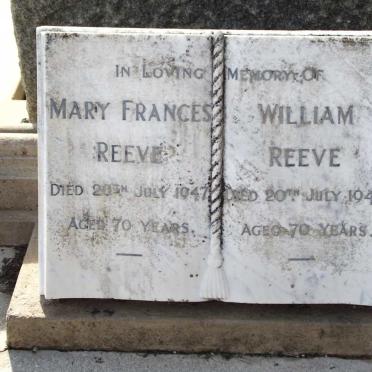 IN LOVING MEMORY OF
MARY FRANCES
REEVE
DIED 20TH JULY 1947
AGED 70 YEARS.
WILLIAM
REEVE
DIED 20TH JULY 194
AGED 70 YEARS.